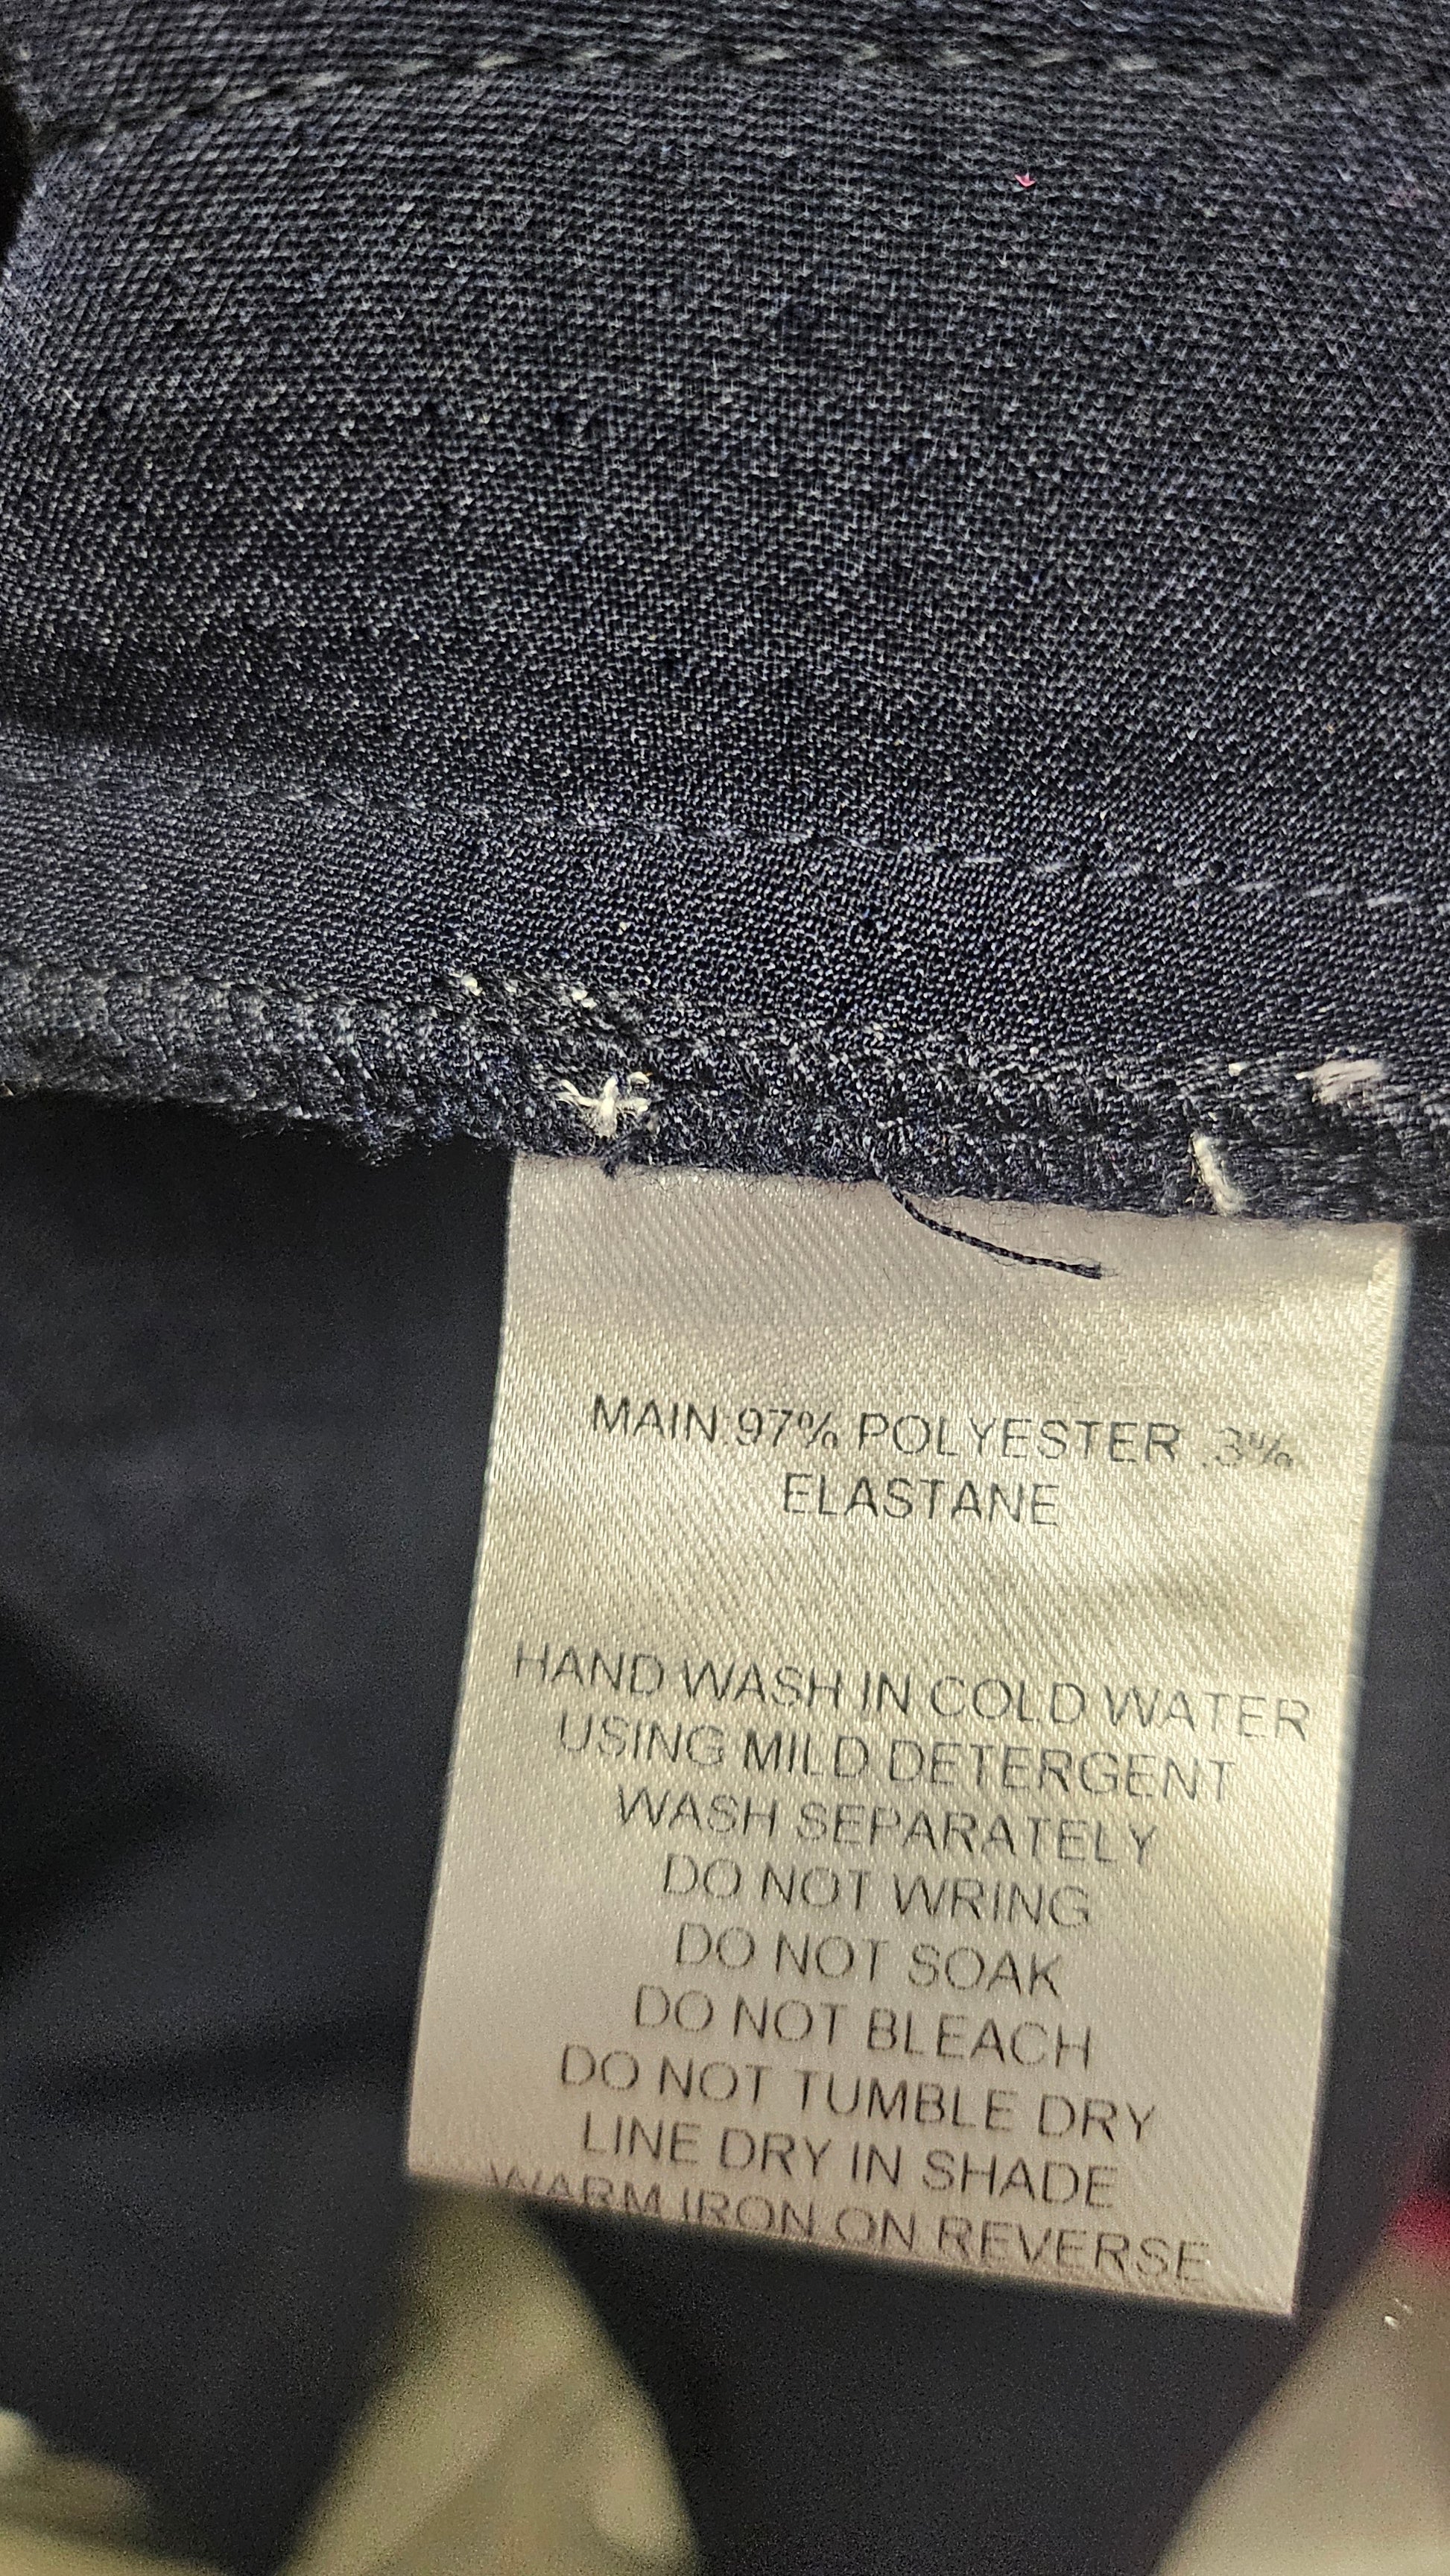 MAIN:97% POLYESTER ,3%
ELASTANE
HAND WASH IN COLD WATER
USING MILD DETERGENT
WASH SEPARATELY
DO NOT WRING
DO NOT SOAK
DO NOT BLEACH
DO NOT TUMBLE DRY
LINE DRY IN SHADE
WARM IRON ON REVERSE